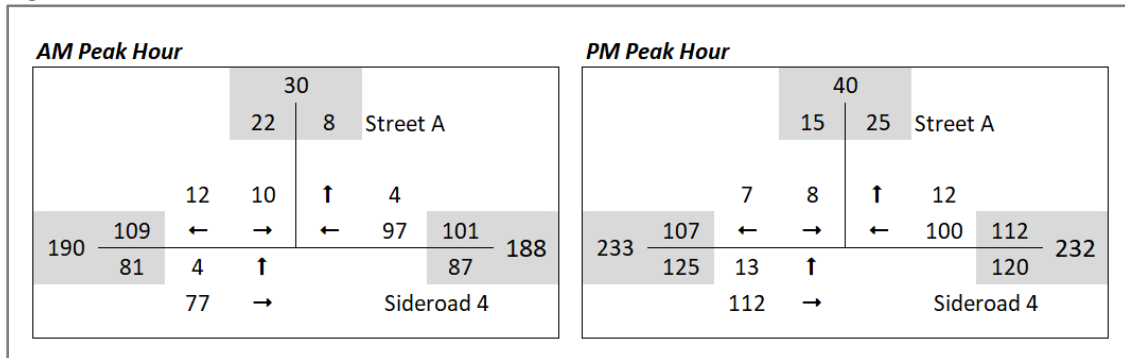 AM Peak Hour
30
22 8 Street A
12 10 ↑ 4
109 ← → ← 97 101
190 188
81 4 ↑ 87
77 → Sideroad 4
PM Peak Hour
40
15 25 Street A
7 8 ↑ 12
107 ← → ← 100 112
233 232
125 13 ↑ 120
112 → Sideroad 4